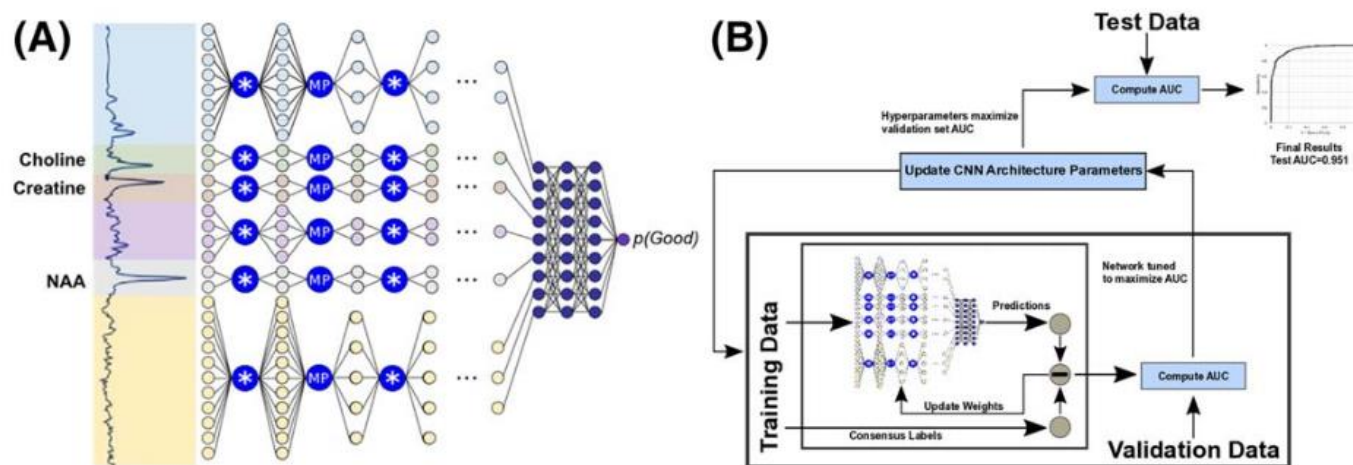 (A)
Choline
Creatine
NAA
*
MP
*
...
*
MP
*
...
*
MP
*
...
*
MP
*
...
*
MP
*
...
*
MP
*
...
p(Good)
(B)
Test Data
Compute AUC
Hyperparameters maximize
validation set AUC
Final Results
Test AUC=0.951
Update CNN Architecture Parameters
Network tuned
to maximize AUC
Training Data
Predictions
Update Weights
Consensus Labels
Compute AUC
Validation Data